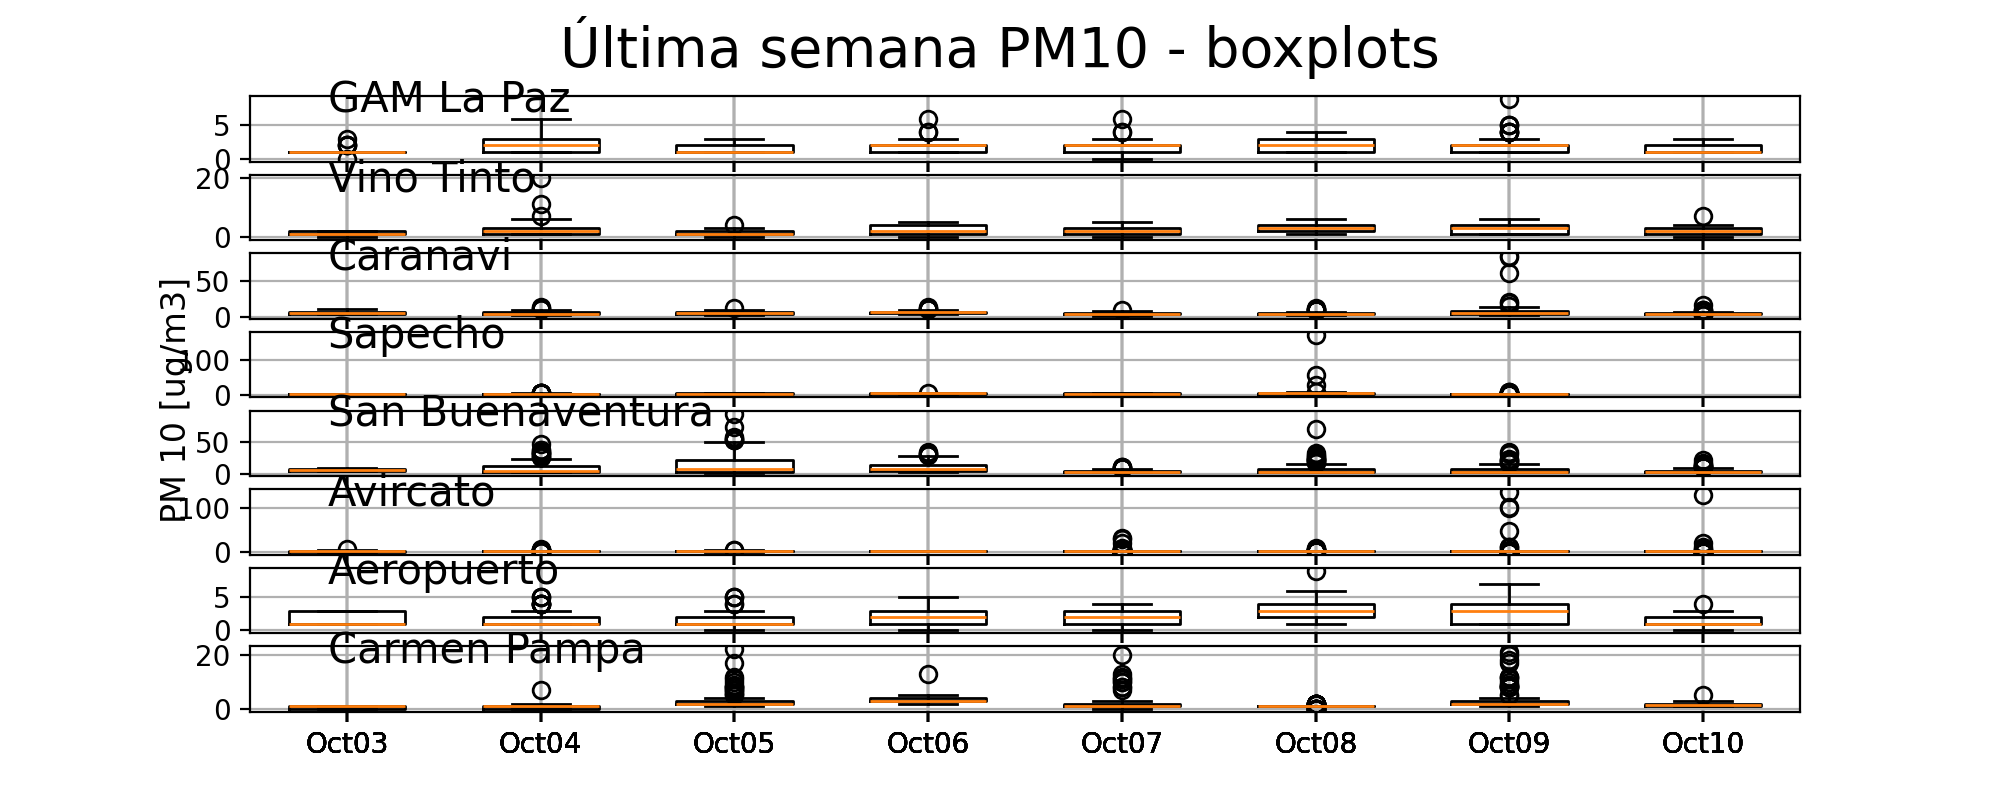 Última semana PM10 - boxplots
GAM La Paz
5
0
Vino Tinto
20
0
Caranavi
50
0
Sapecho
100
0
San Buenaventura
50
0
Avircato
100
0
Aeropuerto
5
0
Carmen Pampa
20
0
PM 10 [ug/m3]
Oct03 Oct04 Oct05 Oct06 Oct07 Oct08 Oct09 Oct10